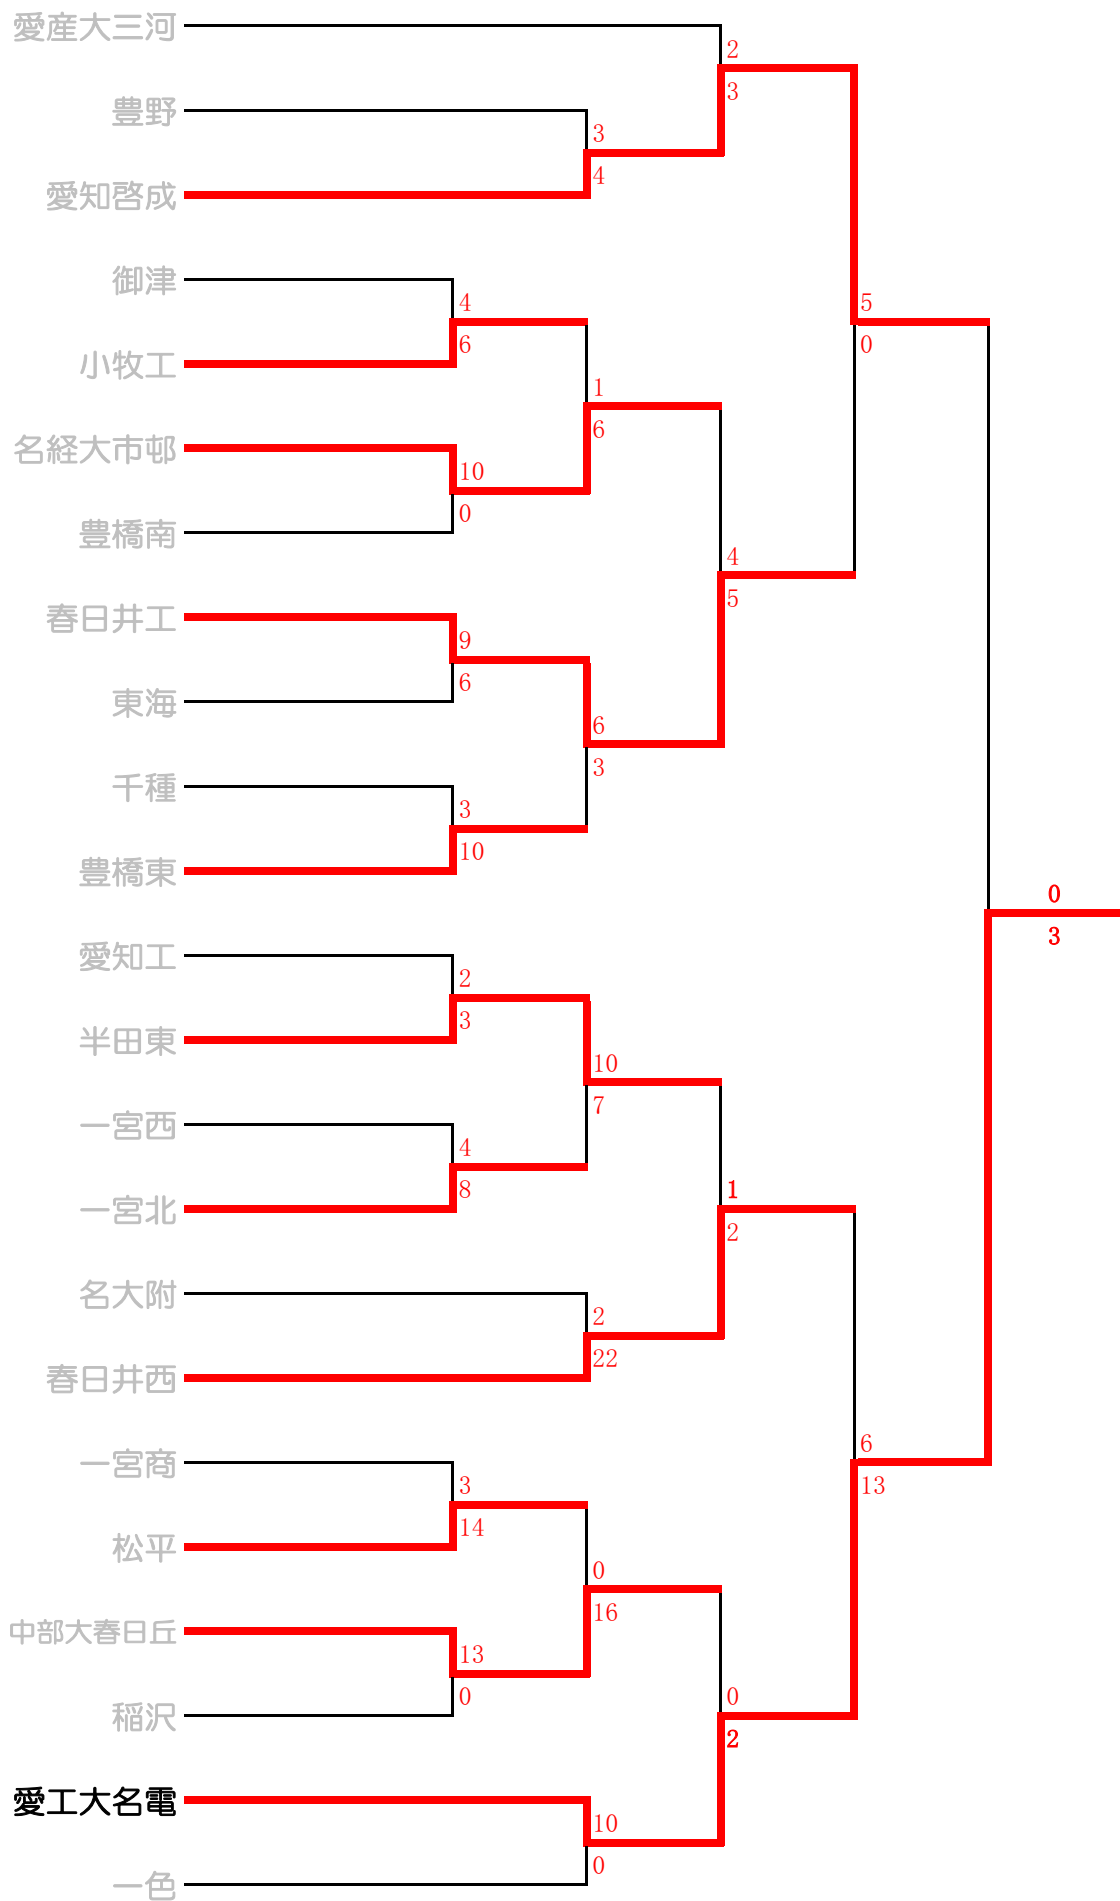 愛産大三河
2
3
豊野
3
4
愛知啓成
御津
4
5
6
0
小牧工
1
6
名経大市邨
10
0
豊橋南
4
5
春日井工
9
6
東海
6
3
千種
3
10
豊橋東
0
3
愛知工
2
3
半田東
10
7
一宮西
4
8
一宮北
1
2
名大附
2
22
春日井西
一宮商
6
13
3
14
松平
0
16
中部大春日丘
13
0
稲沢
0
2
愛工大名電
10
0
一色